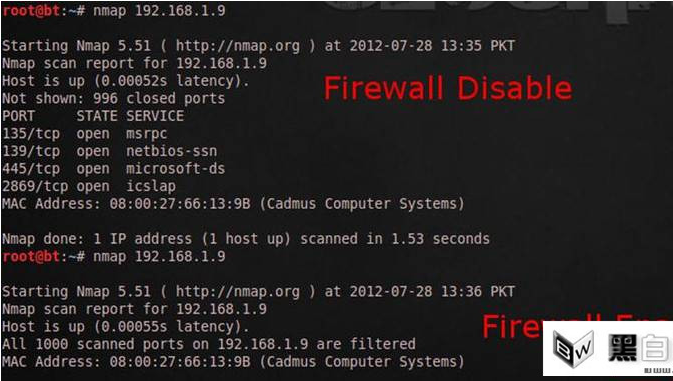 root@bt:~# nmap 192.168.1.9
Starting Nmap 5.51 ( http://nmap.org ) at 2012-07-28 13:35 PKT
Nmap scan report for 192.168.1.9
Host is up (0.00052s latency).
Firewall Disable
Not shown: 996 closed ports
PORT STATE SERVICE
135/tcp open msrpc
139/tcp open netbios-ssn
445/tcp open microsoft-ds
2869/tcp open icslap
MAC Address: 08:00:27:66:13:9B (Cadmus Computer Systems)
Nmap done: 1 IP address (1 host up) scanned in 1.53 seconds
root@bt:~# nmap 192.168.1.9
Starting Nmap 5.51 ( http://nmap.org ) at 2012-07-28 13:36 PKT
Nmap scan report for 192.168.1.9
Host is up (0.00055s latency).
Firewall
All 1000 scanned ports on 192.168.1.9 are filtered
MAC Address: 08:00:27:66:13:9B (Cadmus Computer Systems)
BW 黑白